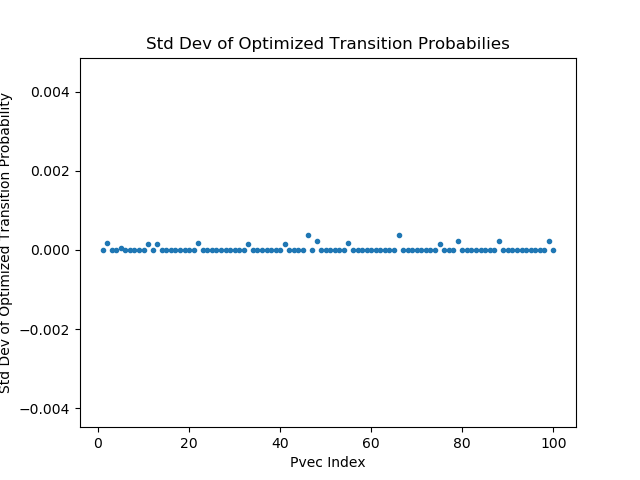 Std Dev of Optimized Transition Probabilies
Std Dev of Optimized Transition Probability
0.004
0.002
0.000
−0.002
−0.004
0 20 40 60 80 100
Pvec Index